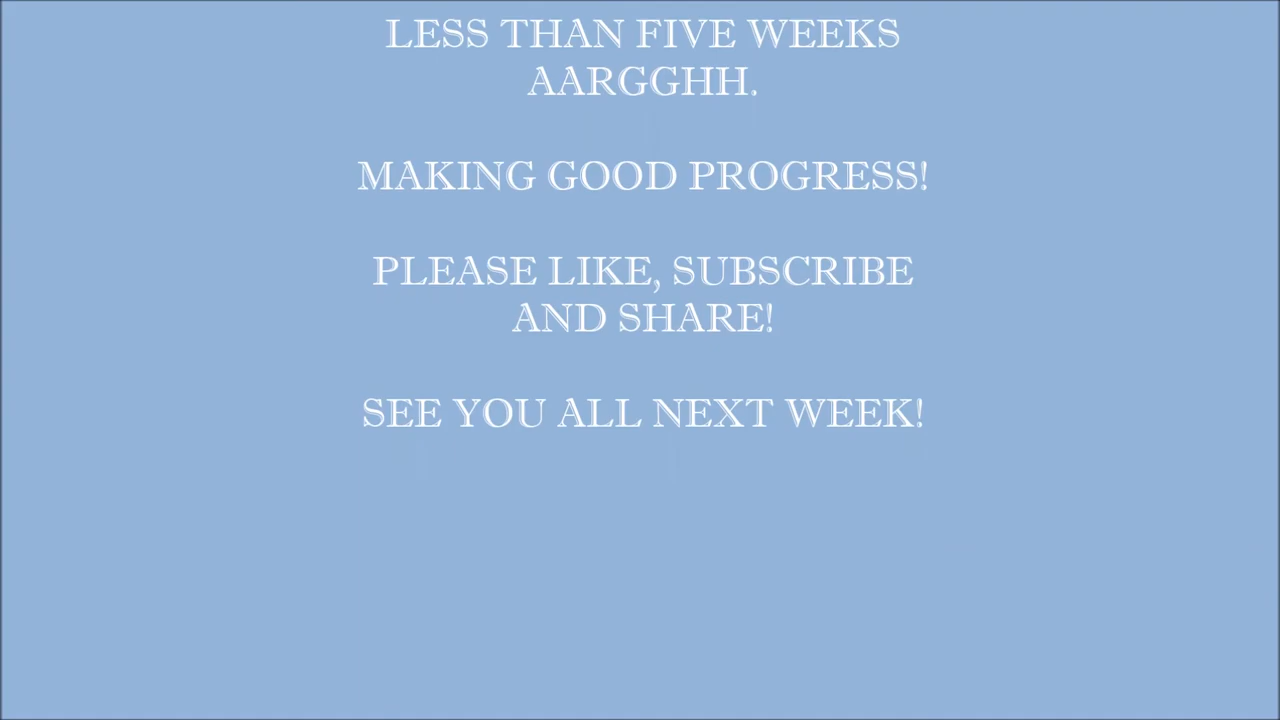 LESS THAN FIVE WEEKS
AARGGHH.
MAKING GOOD PROGRESS!
PLEASE LIKE, SUBSCRIBE
AND SHARE!
SEE YOU ALL NEXT WEEK!